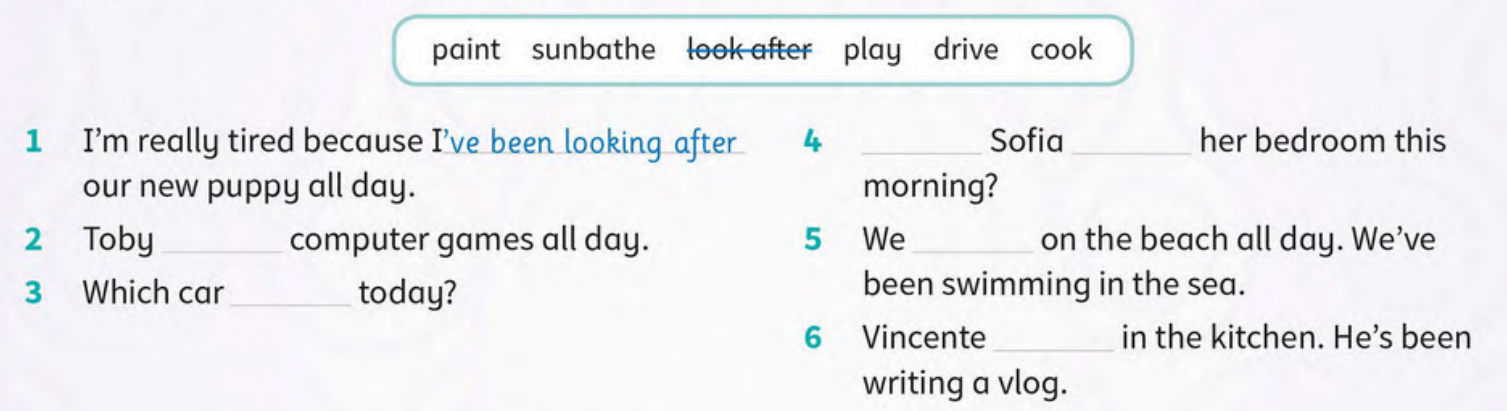 paint sunbathe look after play drive cook
1 I'm really tired because I've been looking after
our new puppy all day.
2 Toby ________ computer games all day.
3 Which car ________ today?
4 ________ Sofia ________ her bedroom this
morning?
5 We ________ on the beach all day. We've
been swimming in the sea.
6 Vincente ________ in the kitchen. He's been
writing a vlog.